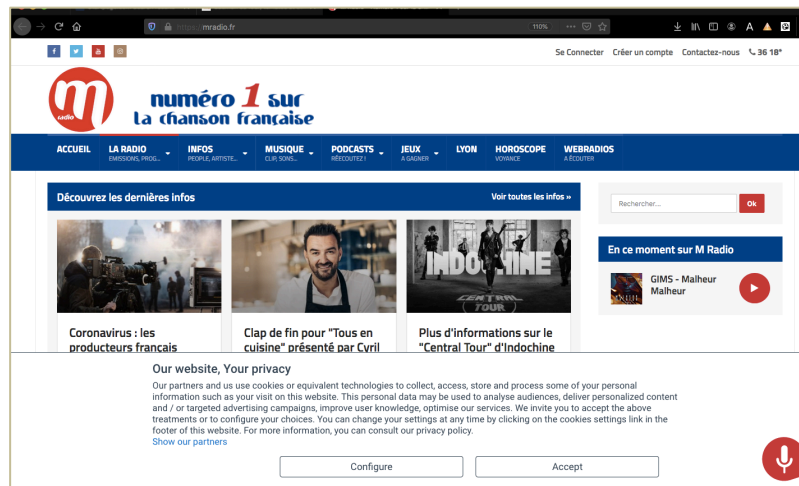 https://mradio.fr
110%
Se Connecter Créer un compte Contactez-nous 36 18*
m
radio
numéro 1 sur
la chanson française
ACCUEIL LA RADIO INFOS MUSIQUE PODCASTS JEUX LYON HOROSCOPE WEBRADIOS
EMISSIONS, PROG... PEOPLE, ARTISTE... CLIP, SONS... RÉECOUTEZ ! A GAGNER VOYANCE A ÉCOUTER
Découvrez les dernières infos Voir toutes les infos »
Rechercher... Ok
En ce moment sur M Radio
GIMS - Malheur
Malheur
INDOCHINE
CENTRAL
TOUR
Coronavirus : les
producteurs français
Clap de fin pour "Tous en
cuisine" présenté par Cyril
Plus d'informations sur le
"Central Tour" d'Indochine
Our website, Your privacy
Our partners and us use cookies or equivalent technologies to collect, access, store and process some of your personal
information such as your visit on this website. This personal data may be used to analyse audiences, deliver personalized content
and / or targeted advertising campaigns, improve user knowledge, optimise our services. We invite you to accept the above
treatments or to configure your choices. You can change your settings at any time by clicking on the cookies settings link in the
footer of this website. For more information, you can consult our privacy policy.
Show our partners
Configure Accept